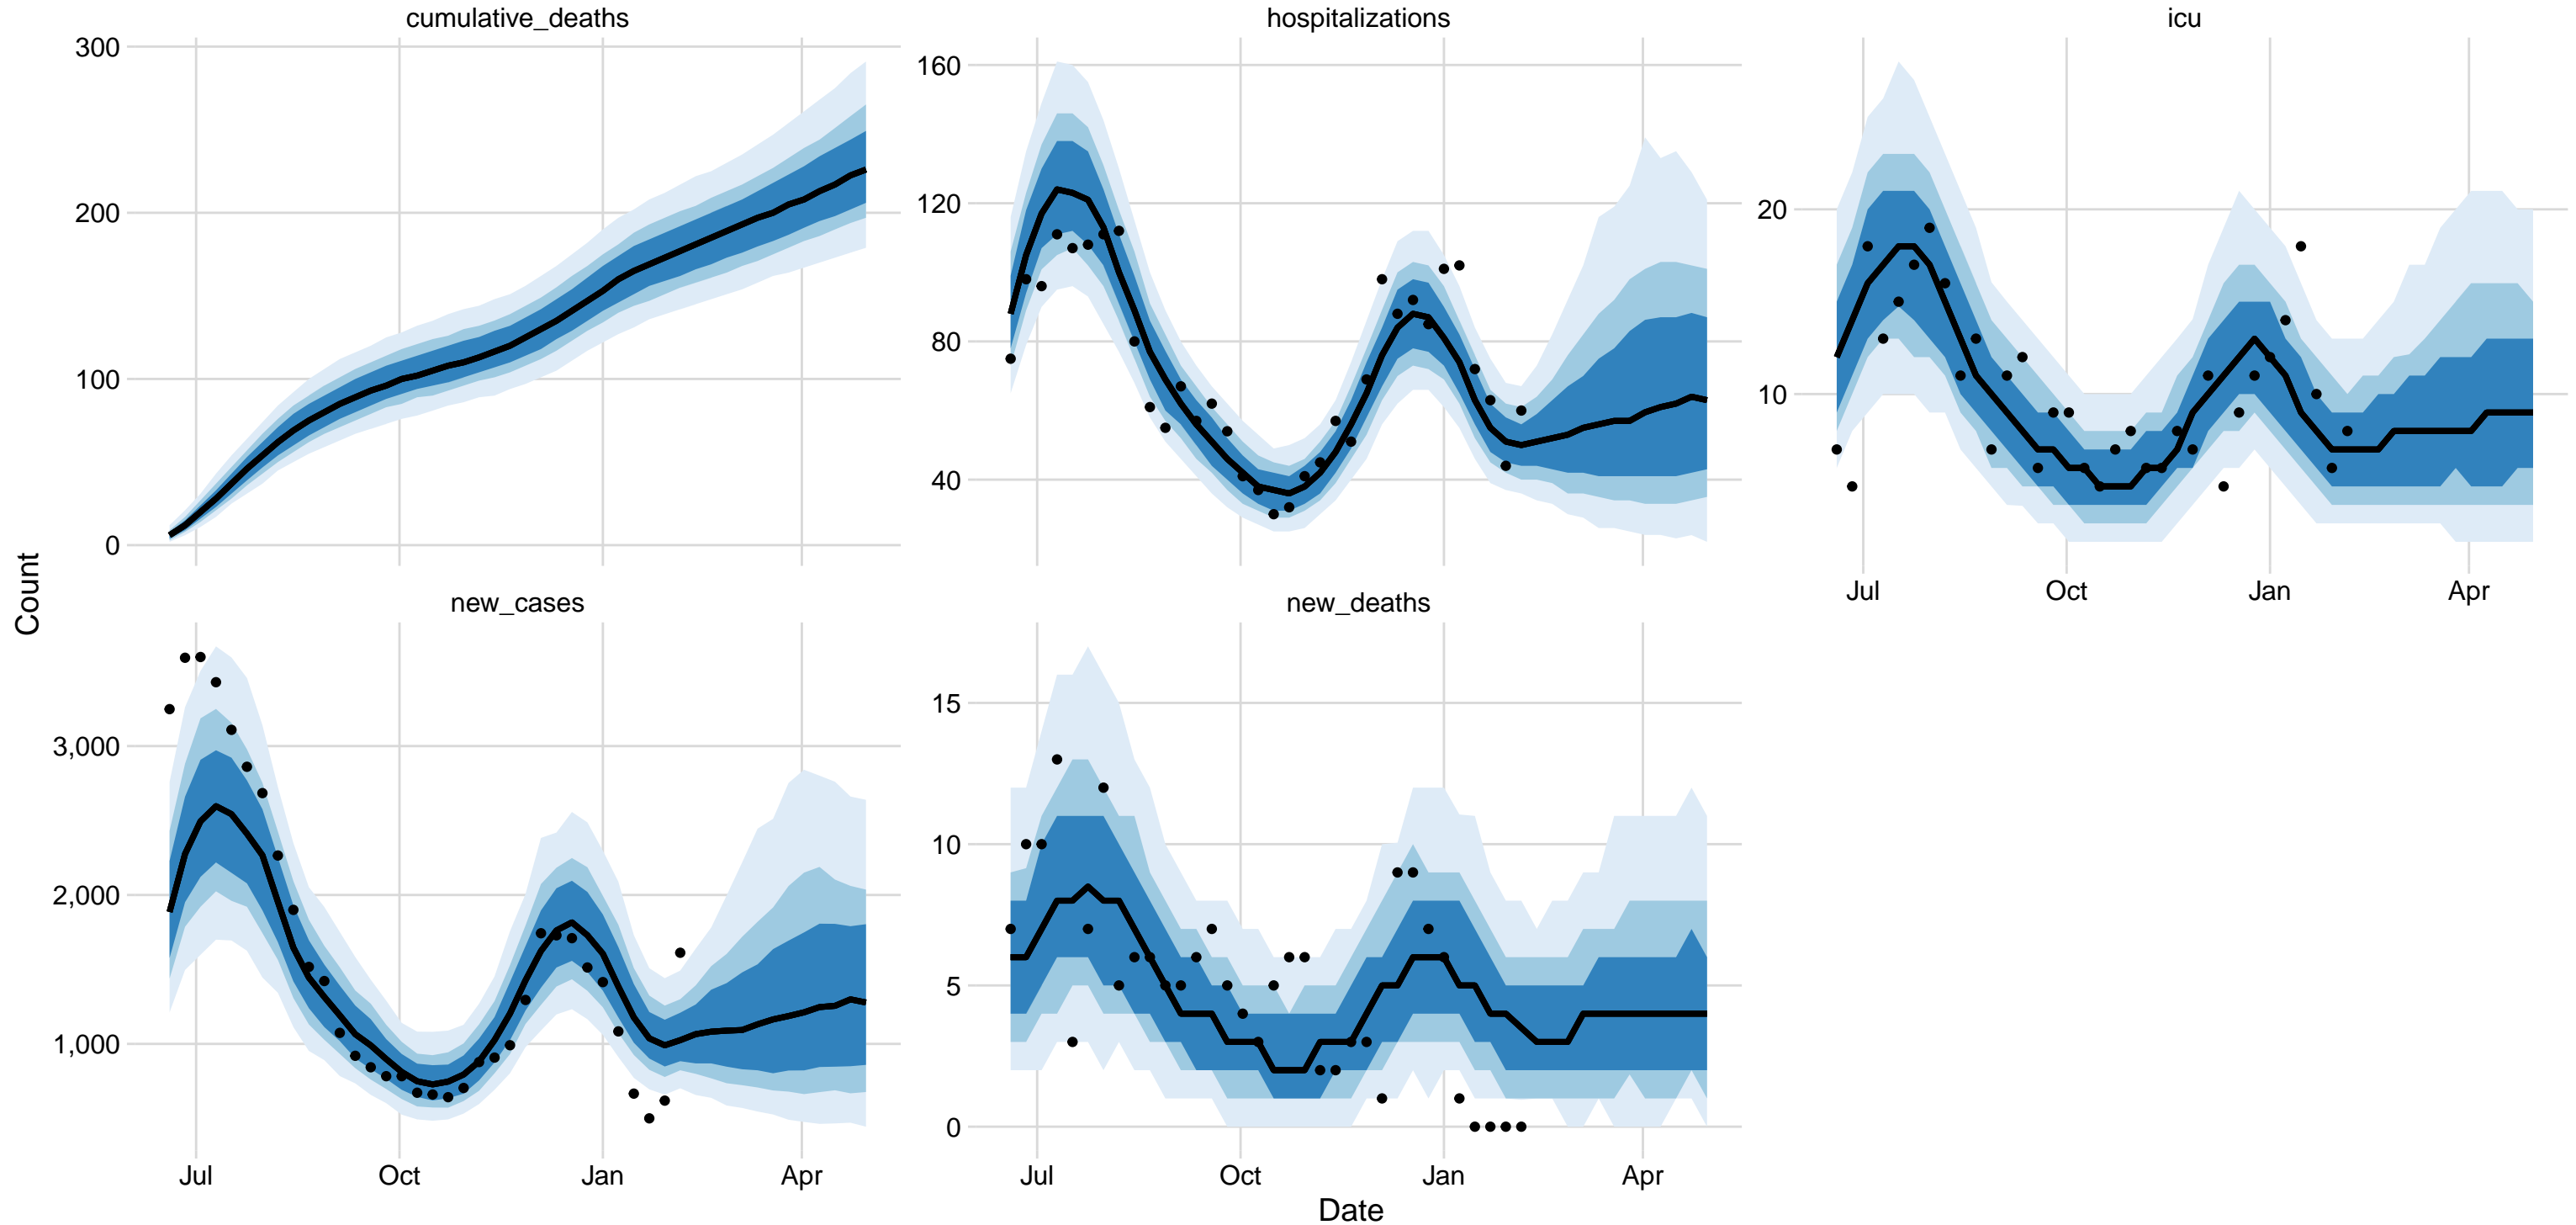 cumulative_deaths
300
200
100
0
hospitalizations
160
120
80
40
icu
20
10
Jul Oct Jan Apr
Count
new_cases
3,000
2,000
1,000
Jul Oct Jan Apr
new_deaths
15
10
5
0
Jul Oct Jan Apr
Date